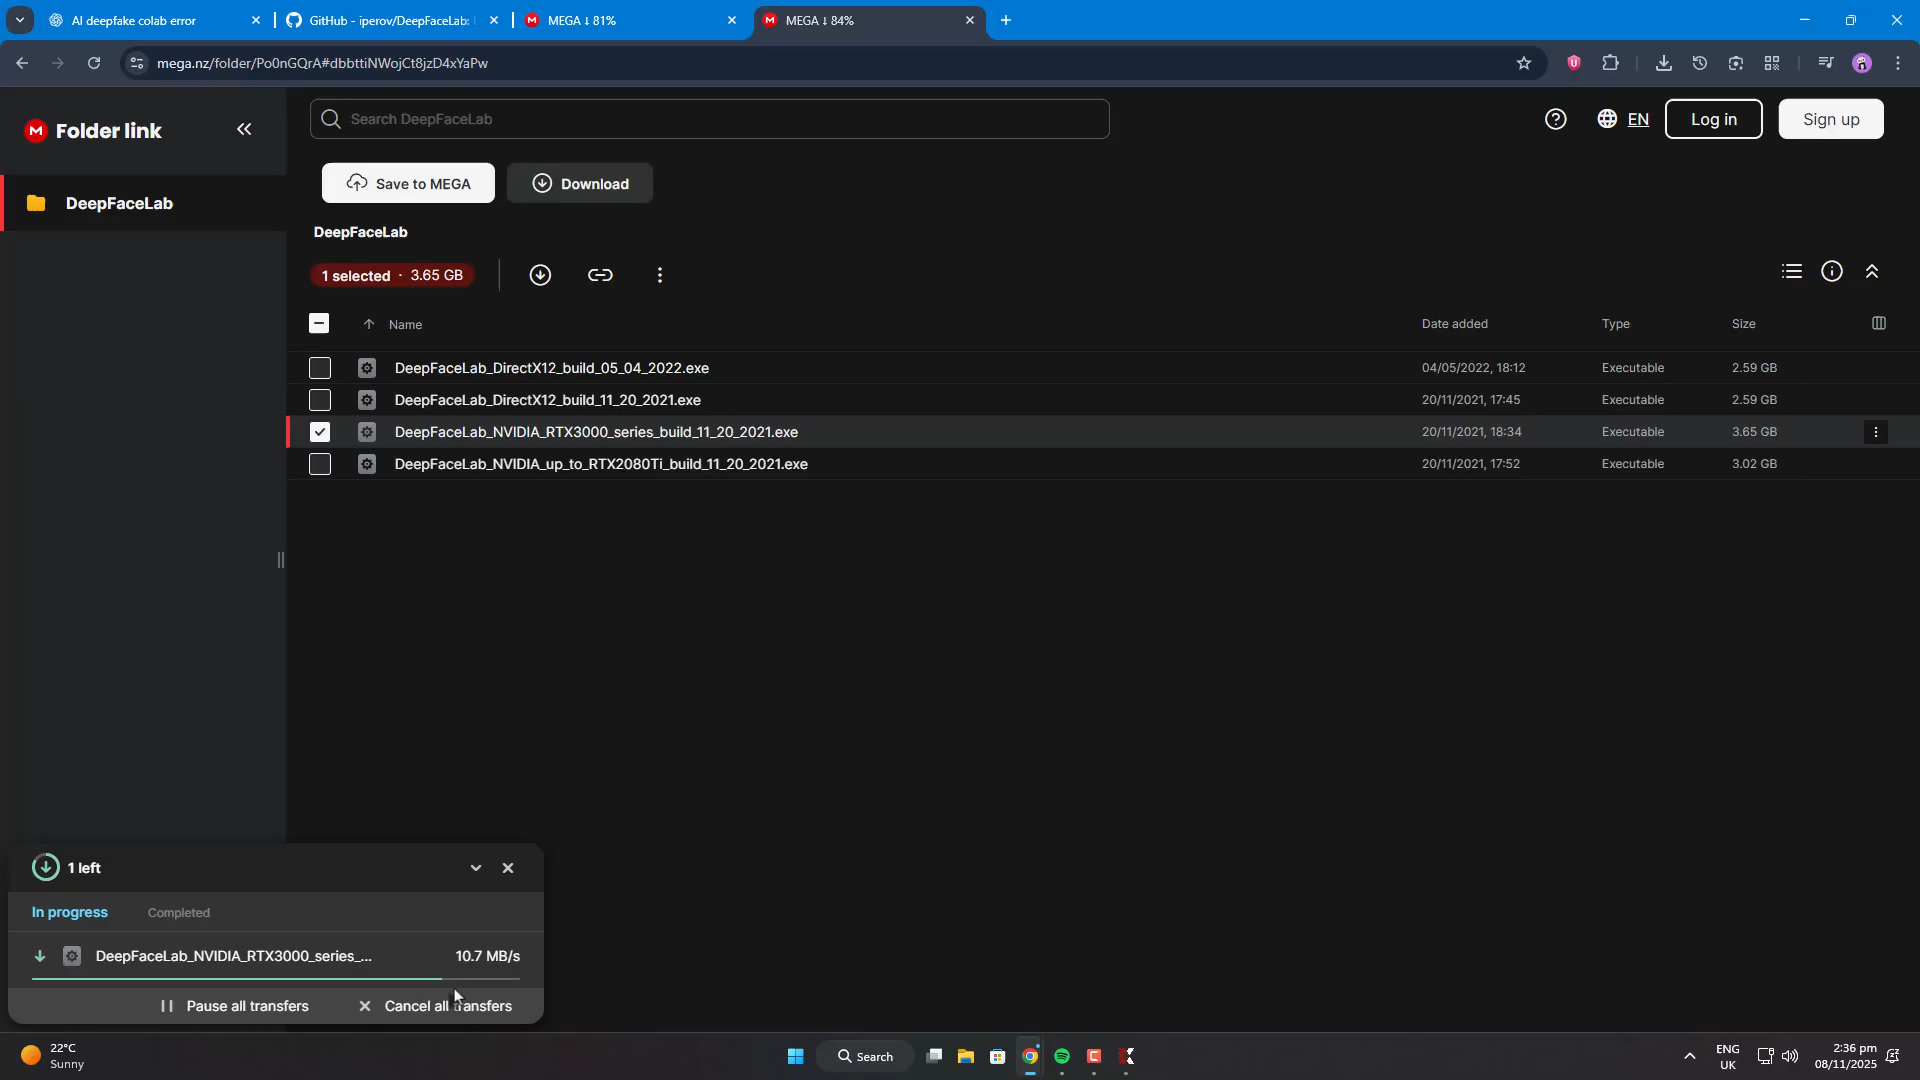 AI deepfake colab error
GitHub - iperov/DeepFaceLab:
MEGA ↓ 81%
MEGA ↓ 84%
mega.nz/folder/Po0nGQrA#dbbttiNWojCt8jzD4xYaPw
M Folder link
Search DeepFaceLab
EN
Log in
Sign up
Save to MEGA
Download
DeepFaceLab
DeepFaceLab
1 selected · 3.65 GB
Name Date added Type Size
DeepFaceLab_DirectX12_build_05_04_2022.exe 04/05/2022, 18:12 Executable 2.59 GB
DeepFaceLab_DirectX12_build_11_20_2021.exe 20/11/2021, 17:45 Executable 2.59 GB
DeepFaceLab_NVIDIA_RTX3000_series_build_11_20_2021.exe 20/11/2021, 18:34 Executable 3.65 GB
DeepFaceLab_NVIDIA_up_to_RTX2080Ti_build_11_20_2021.exe 20/11/2021, 17:52 Executable 3.02 GB
1 left
In progress Completed
DeepFaceLab_NVIDIA_RTX3000_series_... 10.7 MB/s
Pause all transfers Cancel all transfers
22°C
Sunny
Search
ENG
UK
2:36 pm
08/11/2025